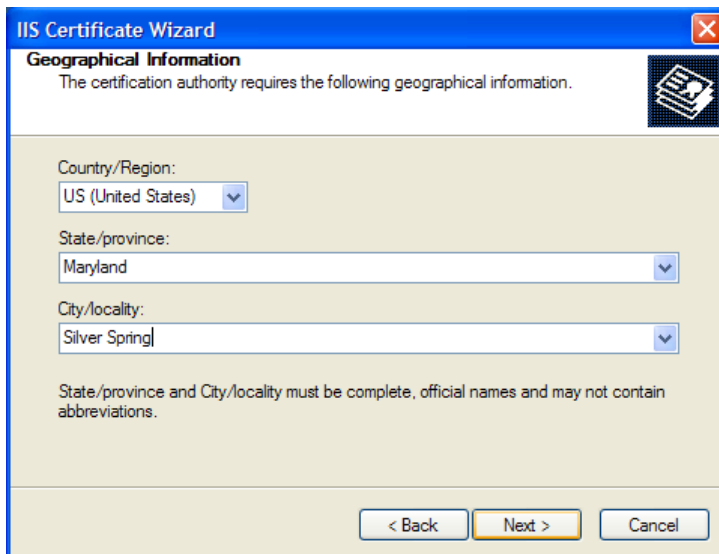 IIS Certificate Wizard
Geographical Information
The certification authority requires the following geographical information.
Country/Region:
US (United States)
State/province:
Maryland
City/locality:
Silver Spring
State/province and City/locality must be complete, official names and may not contain
abbreviations.
< Back Next > Cancel